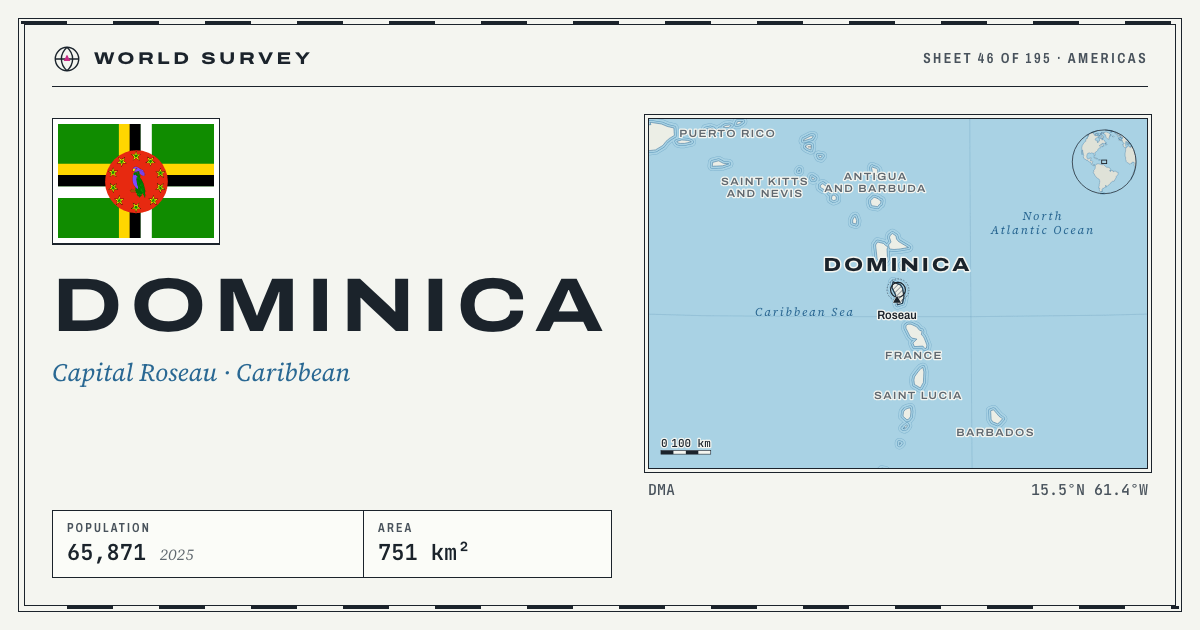 WORLD SURVEY
SHEET 46 OF 195 · AMERICAS
DOMINICA
Capital Roseau · Caribbean
POPULATION
65,871 2025
AREA
751 km²
PUERTO RICO
SAINT KITTS
AND NEVIS
ANTIGUA
AND BARBUDA
North
Atlantic Ocean
DOMINICA
Caribbean Sea
Roseau
FRANCE
SAINT LUCIA
BARBADOS
0 100 km
DMA
15.5°N 61.4°W